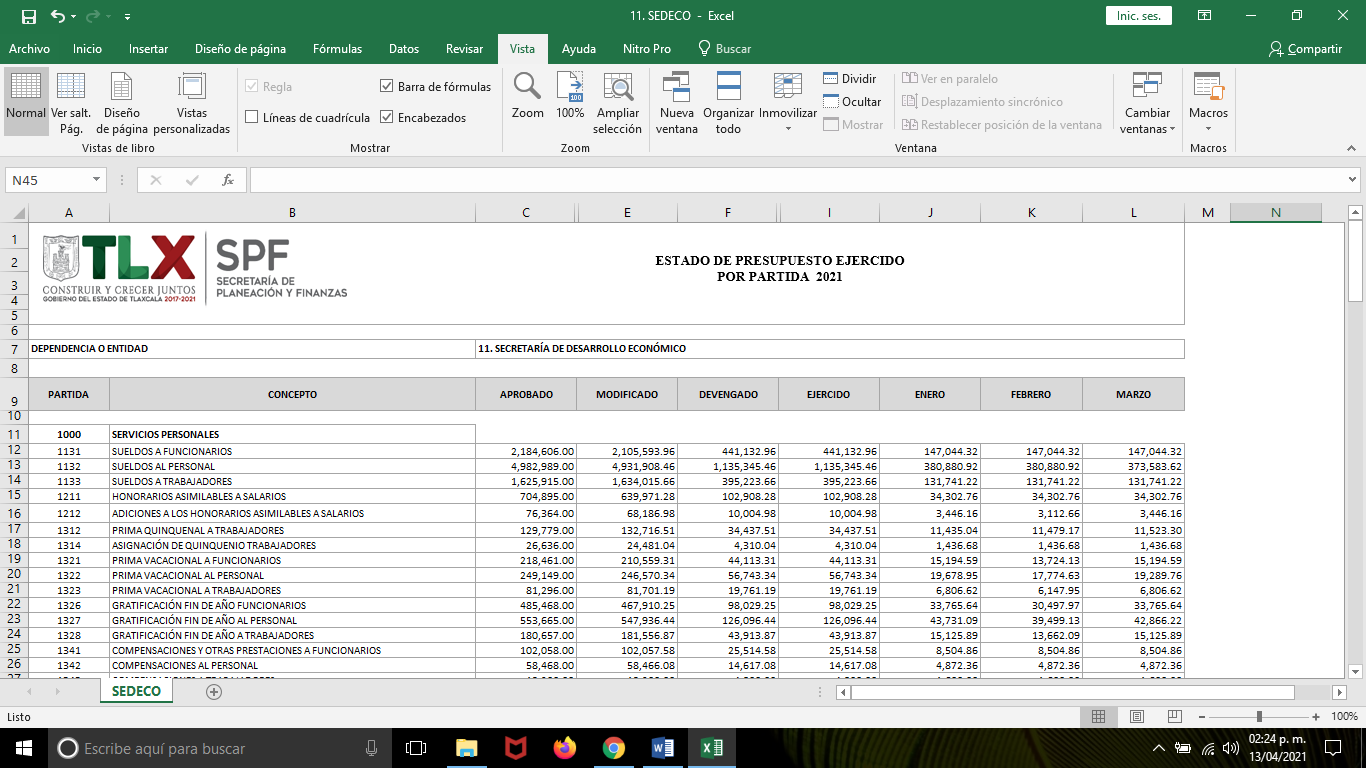 11. SEDECO - Excel
Inic. ses.
Archivo Inicio Insertar Diseño de página Fórmulas Datos Revisar Vista Ayuda Nitro Pro Buscar Compartir
Normal
Ver salt. Pág.
Diseño de página
Vistas personalizadas
Vistas de libro
Regla
Barra de fórmulas
Líneas de cuadrícula
Encabezados
Mostrar
Zoom
100%
Ampliar selección
Zoom
Nueva ventana
Organizar todo
Inmovilizar
Dividir
Ocultar
Mostrar
Ver en paralelo
Desplazamiento sincrónico
Restablecer posición de la ventana
Cambiar ventanas
Ventana
Macros
Macros
N45
fx
A B C E F I J K L M N
1
2
3
4
5
6
TLX
CONSTRUIR Y CRECER JUNTOS
GOBIERNO DEL ESTADO DE TLAXCALA 2017-2021
SPF
SECRETARÍA DE
PLANEACIÓN Y FINANZAS
ESTADO DE PRESUPUESTO EJERCIDO
POR PARTIDA 2021
7 DEPENDENCIA O ENTIDAD 11. SECRETARÍA DE DESARROLLO ECONÓMICO
8
9 PARTIDA CONCEPTO APROBADO MODIFICADO DEVENGADO EJERCIDO ENERO FEBRERO MARZO
10
11 1000 SERVICIOS PERSONALES
12 1131 SUELDOS A FUNCIONARIOS 2,184,606.00 2,105,593.96 441,132.96 441,132.96 147,044.32 147,044.32 147,044.32
13 1132 SUELDOS AL PERSONAL 4,982,989.00 4,931,908.46 1,135,345.46 1,135,345.46 380,880.92 380,880.92 373,583.62
14 1133 SUELDOS A TRABAJADORES 1,625,915.00 1,634,015.66 395,223.66 395,223.66 131,741.22 131,741.22 131,741.22
15 1211 HONORARIOS ASIMILABLES A SALARIOS 704,895.00 639,971.28 102,908.28 102,908.28 34,302.76 34,302.76 34,302.76
16 1212 ADICIONES A LOS HONORARIOS ASIMILABLES A SALARIOS 76,364.00 68,186.98 10,004.98 10,004.98 3,446.16 3,112.66 3,446.16
17 1312 PRIMA QUINQUENAL A TRABAJADORES 129,779.00 132,716.51 34,437.51 34,437.51 11,435.04 11,479.17 11,523.30
18 1314 ASIGNACIÓN DE QUINQUENIO TRABAJADORES 26,636.00 24,481.04 4,310.04 4,310.04 1,436.68 1,436.68 1,436.68
19 1321 PRIMA VACACIONAL A FUNCIONARIOS 218,461.00 210,559.31 44,113.31 44,113.31 15,194.59 13,724.13 15,194.59
20 1322 PRIMA VACACIONAL AL PERSONAL 249,149.00 246,570.34 56,743.34 56,743.34 19,678.95 17,774.63 19,289.76
21 1323 PRIMA VACACIONAL A TRABAJADORES 81,296.00 81,701.19 19,761.19 19,761.19 6,806.62 6,147.95 6,806.62
22 1326 GRATIFICACIÓN FIN DE AÑO FUNCIONARIOS 485,468.00 467,910.25 98,029.25 98,029.25 33,765.64 30,497.97 33,765.64
23 1327 GRATIFICACIÓN FIN DE AÑO AL PERSONAL 553,665.00 547,936.44 126,096.44 126,096.44 43,731.09 39,499.13 42,866.22
24 1328 GRATIFICACIÓN FIN DE AÑO A TRABAJADORES 180,657.00 181,556.87 43,913.87 43,913.87 15,125.89 13,662.09 15,125.89
25 1341 COMPENSACIONES Y OTRAS PRESTACIONES A FUNCIONARIOS 102,058.00 102,057.58 25,514.58 25,514.58 8,504.86 8,504.86 8,504.86
26 1342 COMPENSACIONES AL PERSONAL 58,468.00 58,466.08 14,617.08 14,617.08 4,872.36 4,872.36 4,872.36
SEDECO
Listo
100%
Escribe aquí para buscar
02:24 p. m.
13/04/2021